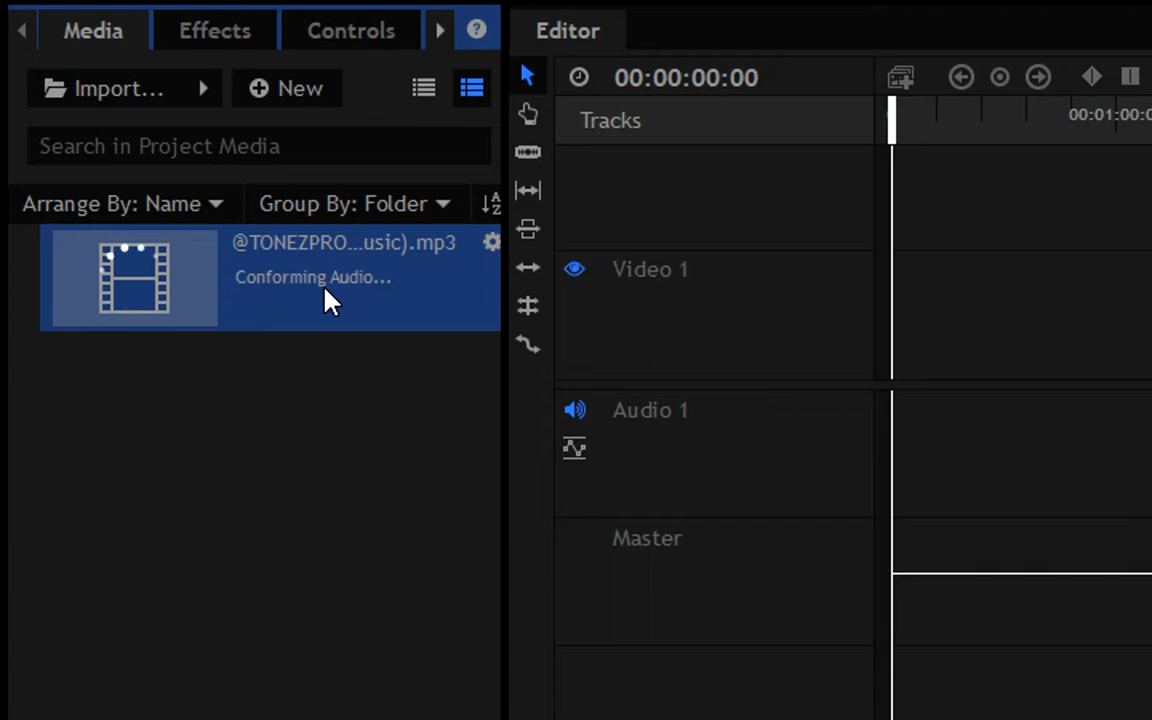 Media Effects Controls
Import... New
Search in Project Media
Arrange By: Name Group By: Folder
@TONEZPRO...usic).mp3
Conforming Audio...
Editor
00:00:00:00
Tracks
00:01:00:0
Video 1
Audio 1
Master